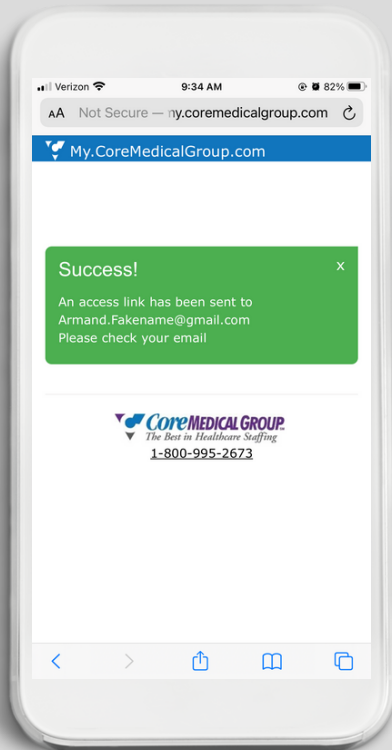 Verizon 9:34 AM 82%
AA Not Secure — my.coremedicalgroup.com
My.CoreMedicalGroup.com
Success! x
An access link has been sent to
Armand.Fakename@gmail.com
Please check your email
CoreMEDICAL GROUP
The Best in Healthcare Staffing
1-800-995-2673